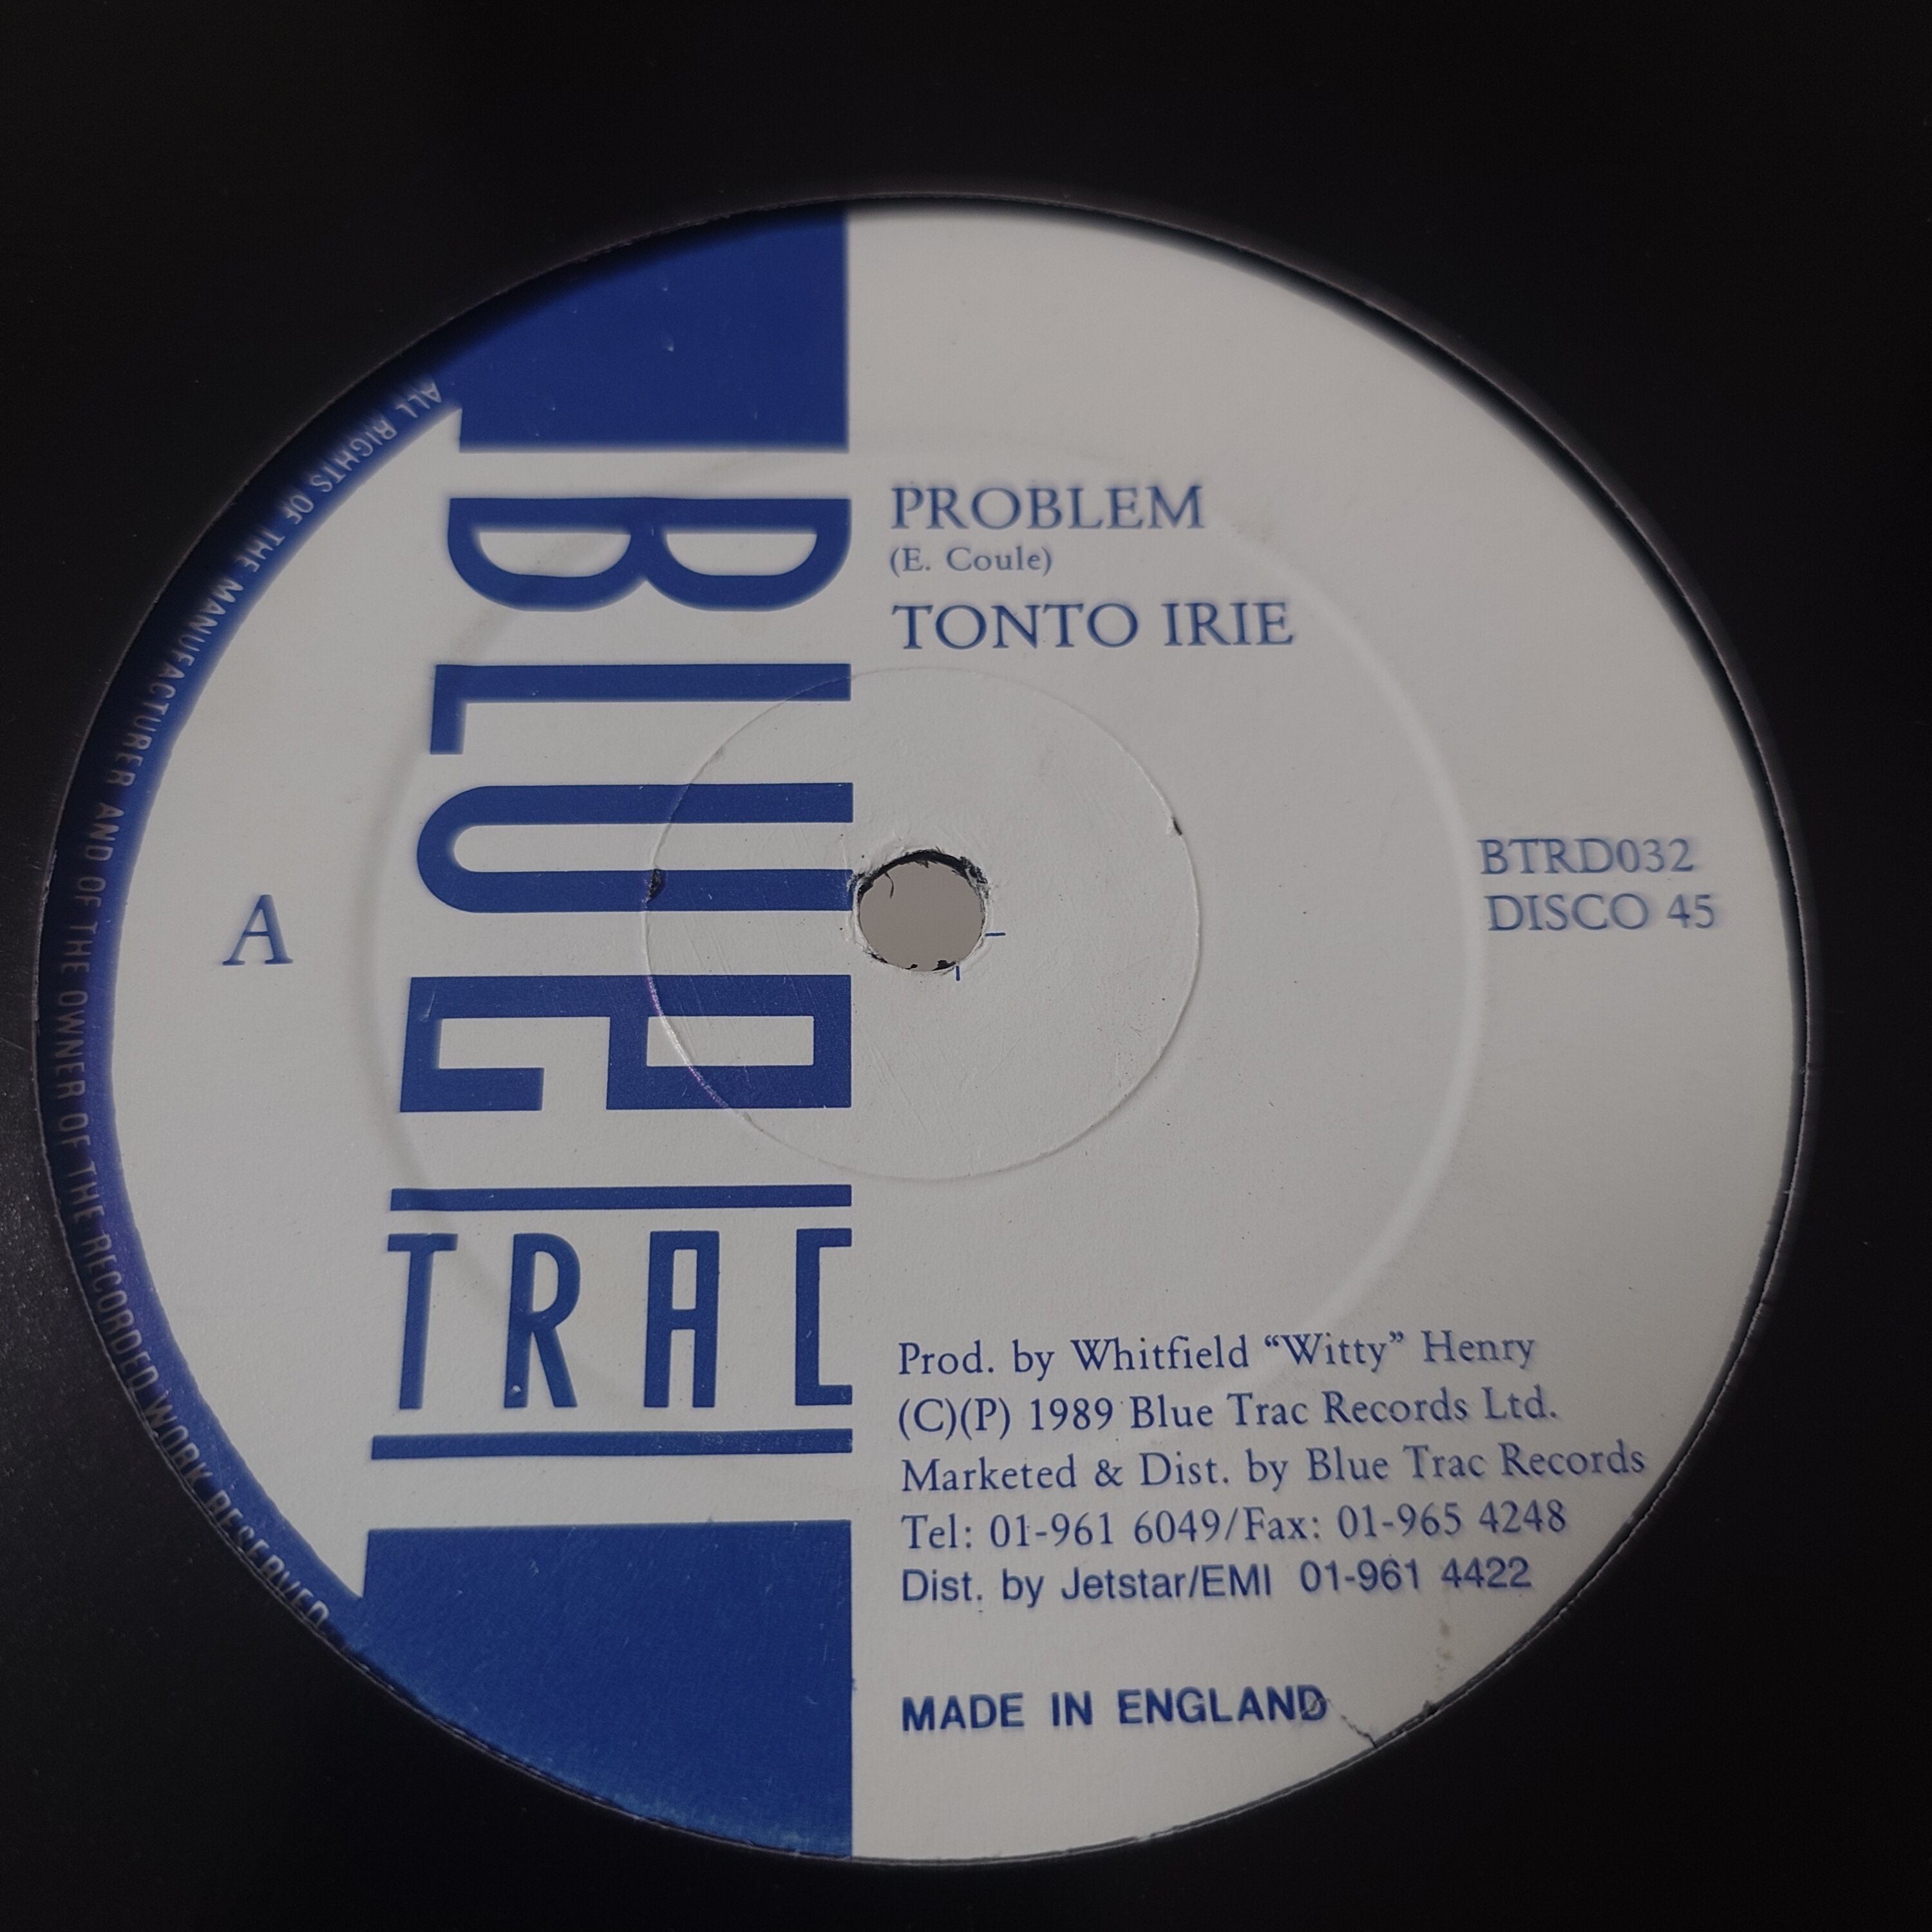 PROBLEM
(E. Coule)
TONTO IRIE
BLUE
TRAC
A
BTRD032
DISCO 45
Prod. by Whitfield “Witty” Henry
(C)(P) 1989 Blue Trac Records Ltd.
Marketed & Dist. by Blue Trac Records
Tel: 01-961 6049/Fax: 01-965 4248
Dist. by Jetstar/EMI 01-961 4422
MADE IN ENGLAND
ALL RIGHTS OF THE MANUFACTURER AND OF THE OWNER OF THE RECORDED WORK RESERVED